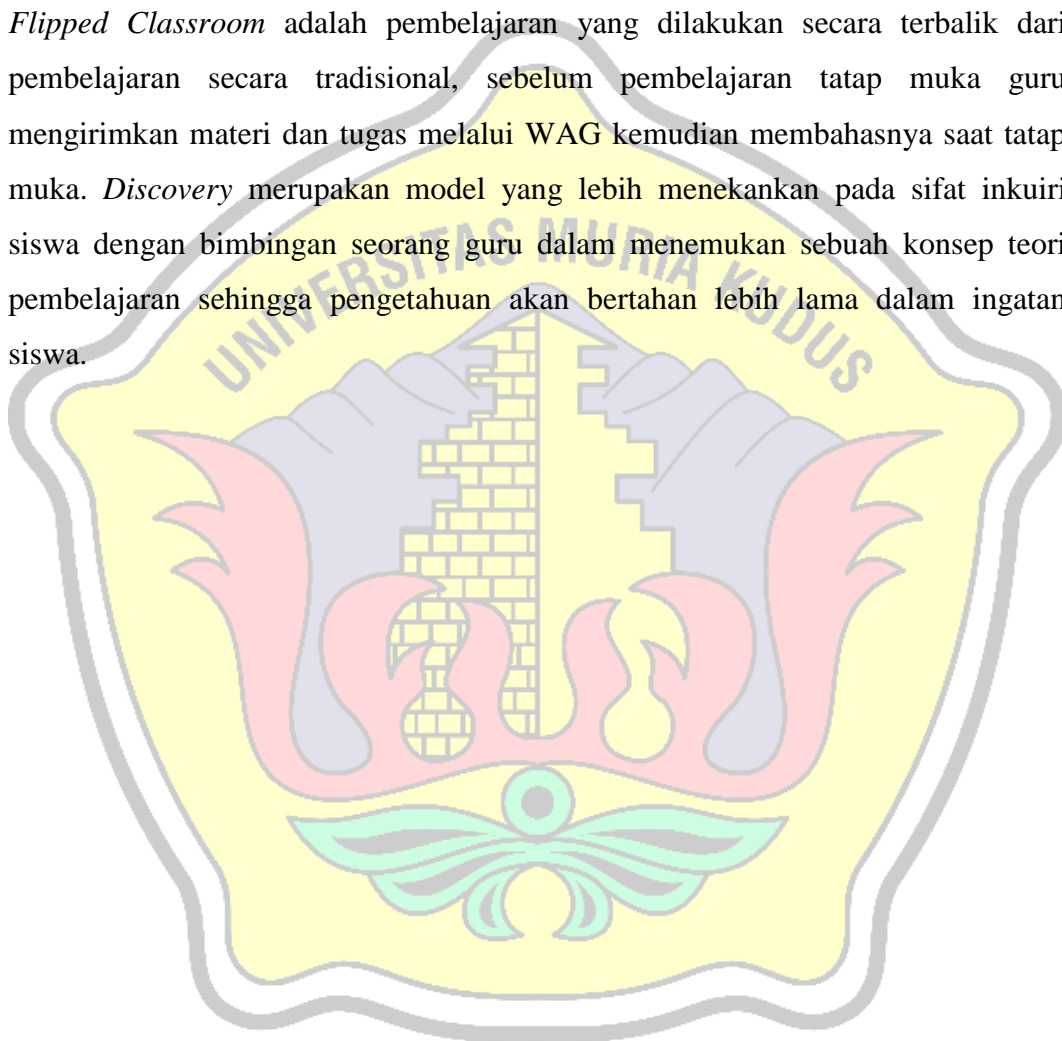 Flipped Classroom adalah pembelajaran yang dilakukan secara terbalik dari
pembelajaran secara tradisional, sebelum pembelajaran tatap muka guru
mengirimkan materi dan tugas melalui WAG kemudian membahasnya saat tatap
muka. Discovery merupakan model yang lebih menekankan pada sifat inkuiri
siswa dengan bimbingan seorang guru dalam menemukan sebuah konsep teori
pembelajaran sehingga pengetahuan akan bertahan lebih lama dalam ingatan
siswa.
UNIVERSITAS MURIA KUDUS